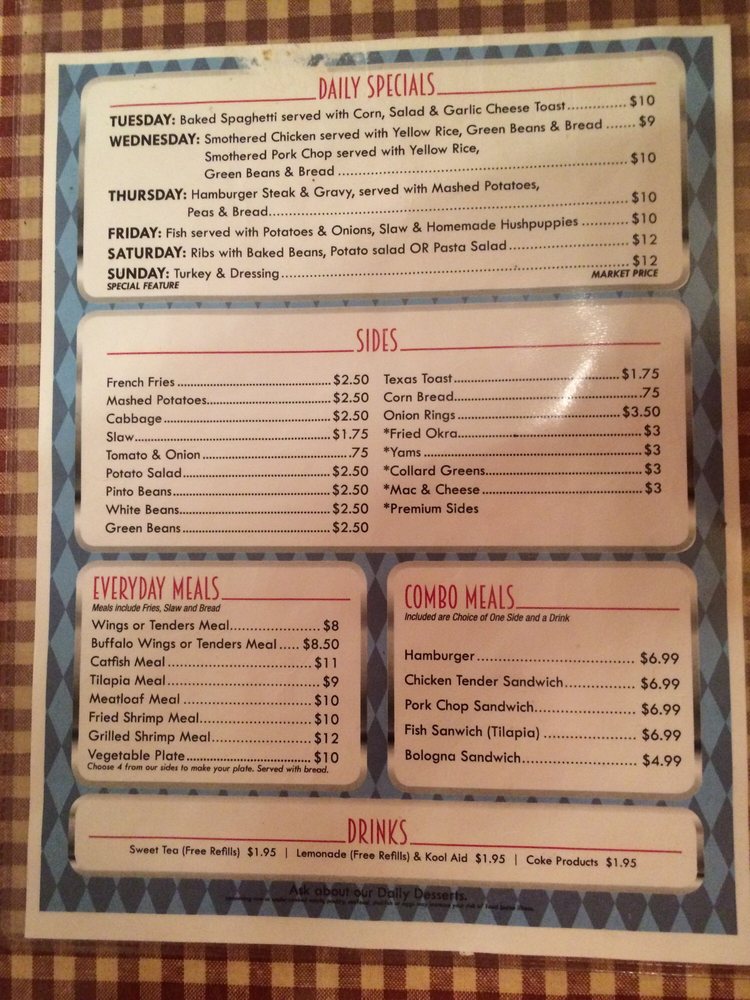 DAILY SPECIALS
TUESDAY: Baked Spaghetti served with Corn, Salad & Garlic Cheese Toast............. $10
WEDNESDAY: Smothered Chicken served with Yellow Rice, Green Beans & Bread ....... $9
Smothered Pork Chop served with Yellow Rice,
Green Beans & Bread ........ $10
THURSDAY: Hamburger Steak & Gravy, served with Mashed Potatoes,
Peas & Bread........ $10
FRIDAY: Fish served with Potatoes & Onions, Slaw & Homemade Hushpuppies ........... $10
SATURDAY: Ribs with Baked Beans, Potato salad OR Pasta Salad........ $12
SUNDAY: Turkey & Dressing........ $12
SPECIAL FEATURE MARKET PRICE
SIDES
French Fries........ $2.50
Mashed Potatoes........ $2.50
Cabbage........ $2.50
Slaw........ $1.75
Tomato & Onion........ .75
Potato Salad........ $2.50
Pinto Beans........ $2.50
White Beans........ $2.50
Green Beans........ $2.50
Texas Toast........ $1.75
Corn Bread........ .75
Onion Rings........ $3.50
*Fried Okra........ $3
*Yams........ $3
*Collard Greens........ $3
*Mac & Cheese........ $3
*Premium Sides
EVERYDAY MEALS
Meals include Fries, Slaw and Bread
Wings or Tenders Meal........ $8
Buffalo Wings or Tenders Meal ..... $8.50
Catfish Meal........ $11
Tilapia Meal........ $9
Meatloaf Meal........ $10
Fried Shrimp Meal........ $10
Grilled Shrimp Meal........ $12
Vegetable Plate........ $10
Choose 4 from our sides to make your plate. Served with bread.
COMBO MEALS
Included are Choice of One Side and a Drink
Hamburger........ $6.99
Chicken Tender Sandwich........ $6.99
Pork Chop Sandwich........ $6.99
Fish Sanwich (Tilapia)........ $6.99
Bologna Sandwich........ $4.99
DRINKS
Sweet Tea (Free Refills) $1.95 | Lemonade (Free Refills) & Kool Aid $1.95 | Coke Products $1.95
Ask about our Daily Desserts.